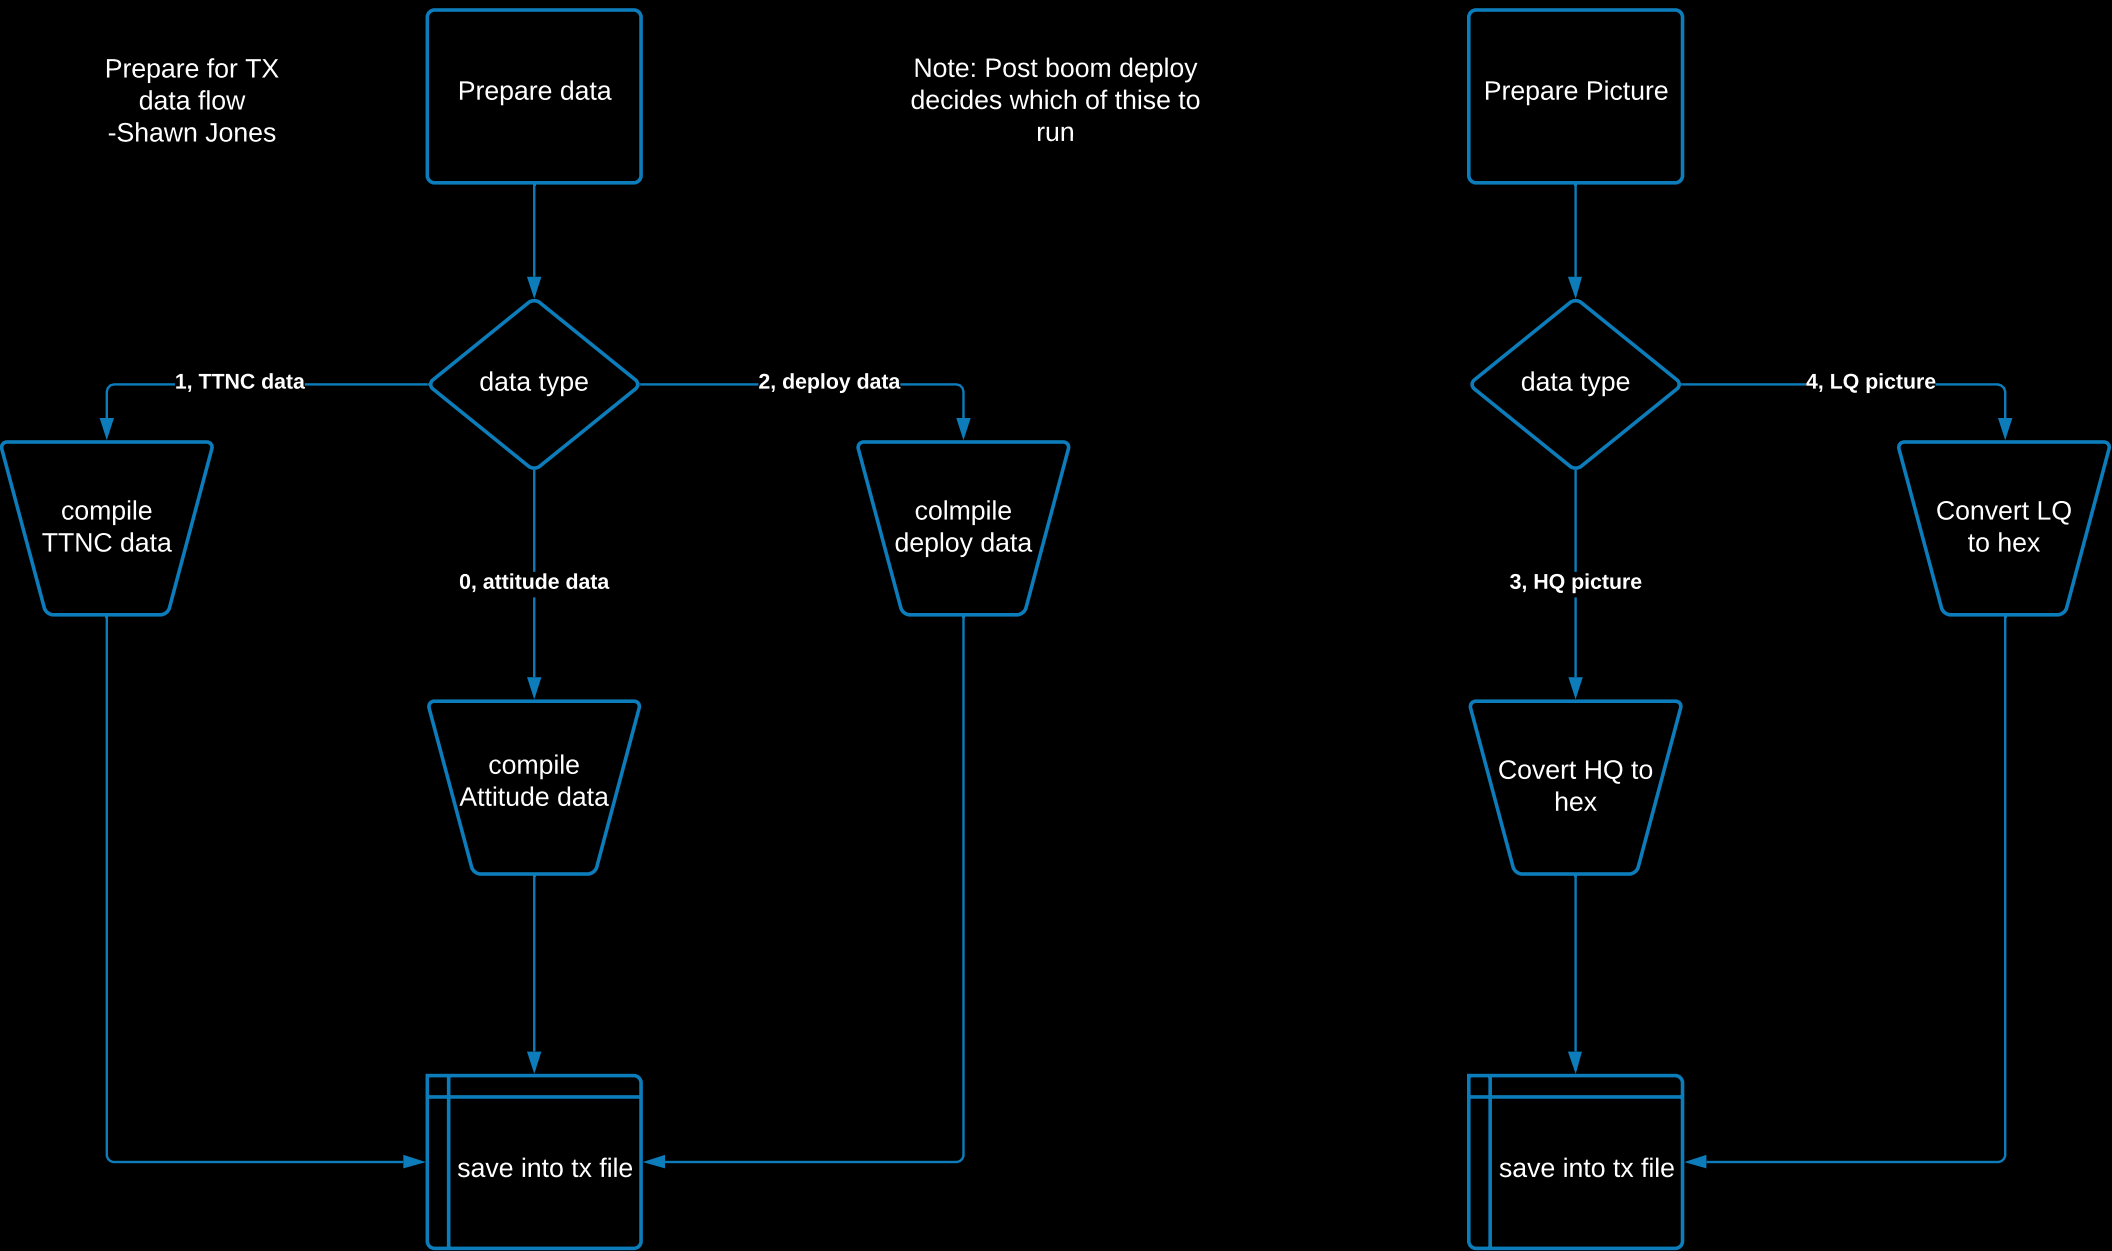 Prepare for TX
data flow
-Shawn Jones
Prepare data
Note: Post boom deploy
decides which of thise to
run
Prepare Picture
data type
1, TTNC data
2, deploy data
data type
4, LQ picture
compile
TTNC data
colmpile
deploy data
Convert LQ
to hex
0, attitude data
3, HQ picture
compile
Attitude data
Covert HQ to
hex
save into tx file
save into tx file